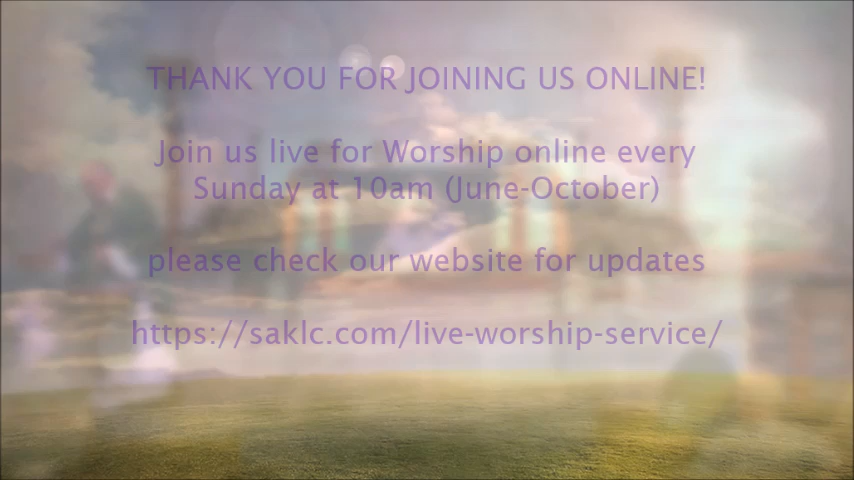 THANK YOU FOR JOINING US ONLINE!
Join us live for Worship online every
Sunday at 10am (June-October)
please check our website for updates
https://saklc.com/live-worship-service/